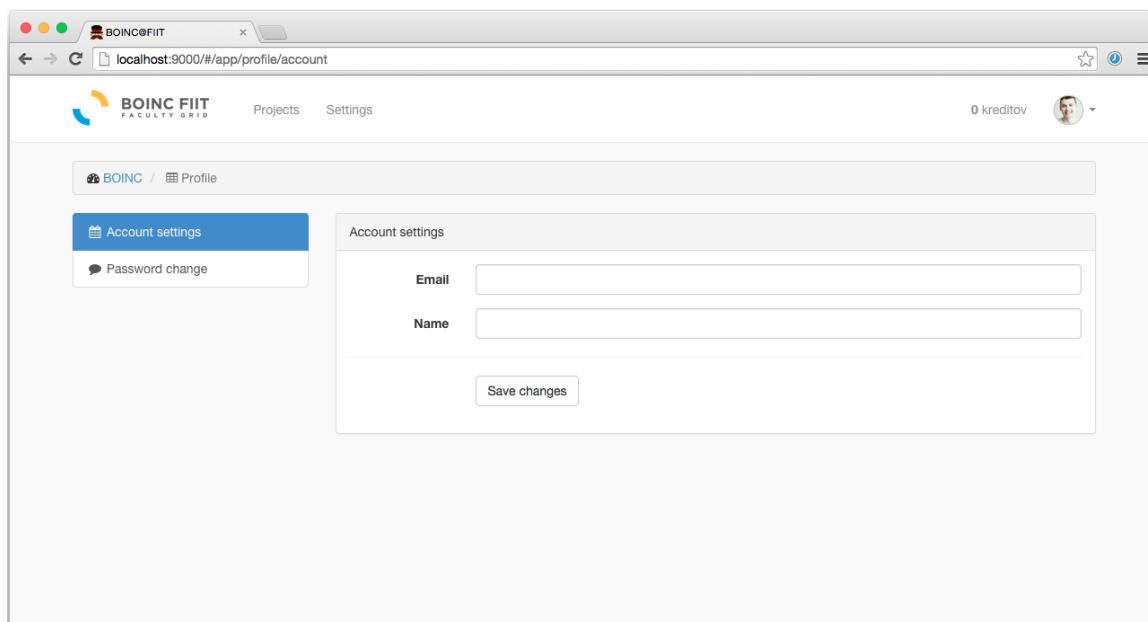 BOINC@FIIT
localhost:9000/#/app/profile/account
BOINC FIIT
FACULTY GRID
Projects
Settings
0 kreditov
BOINC / Profile
Account settings
Password change
Account settings
Email
Name
Save changes